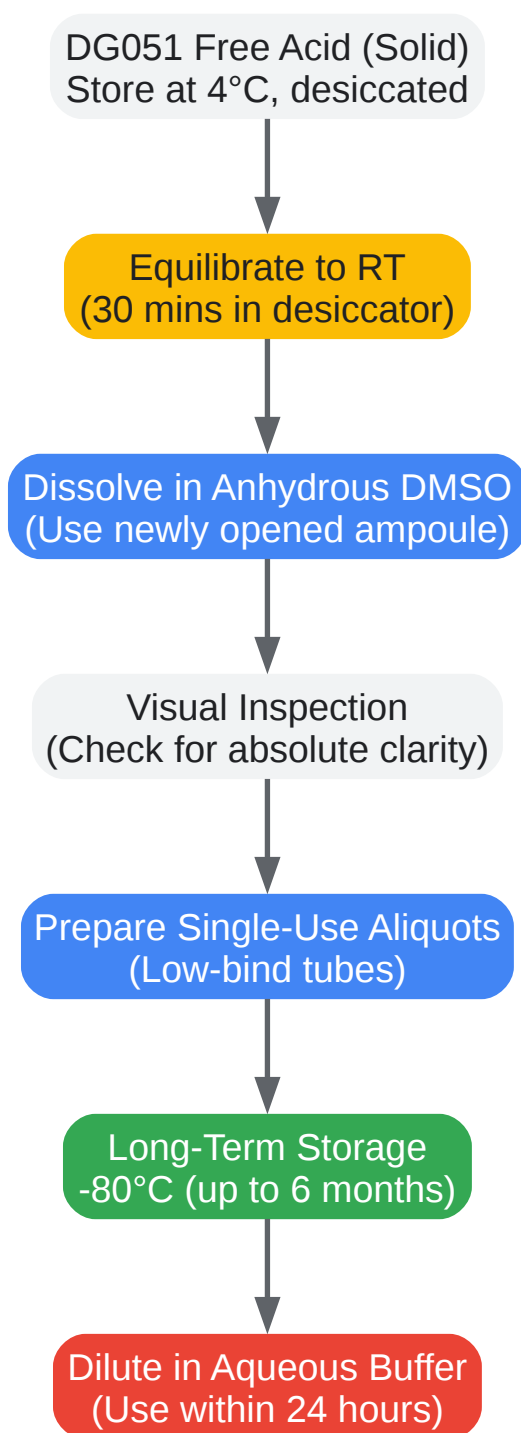 DG051 Free Acid (Solid)
Store at 4°C, desiccated
Equilibrate to RT
(30 mins in desiccator)
Dissolve in Anhydrous DMSO
(Use newly opened ampoule)
Visual Inspection
(Check for absolute clarity)
Prepare Single-Use Aliquots
(Low-bind tubes)
Long-Term Storage
-80°C (up to 6 months)
Dilute in Aqueous Buffer
(Use within 24 hours)